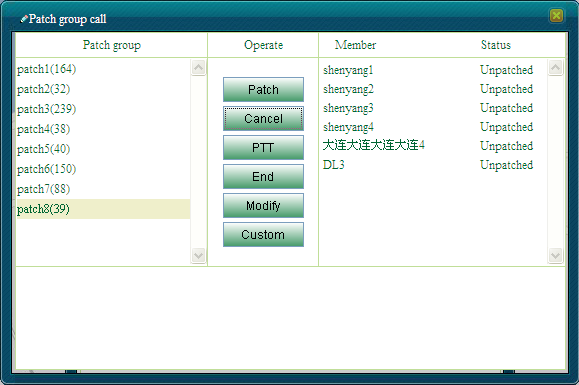 Patch group call
Patch group Operate Member Status
patch1(164)
patch2(32)
patch3(239)
patch4(38)
patch5(40)
patch6(150)
patch7(88)
patch8(39)
Patch
Cancel
PTT
End
Modify
Custom
shenyang1 Unpatched
shenyang2 Unpatched
shenyang3 Unpatched
shenyang4 Unpatched
大连大连大连大连4 Unpatched
DL3 Unpatched